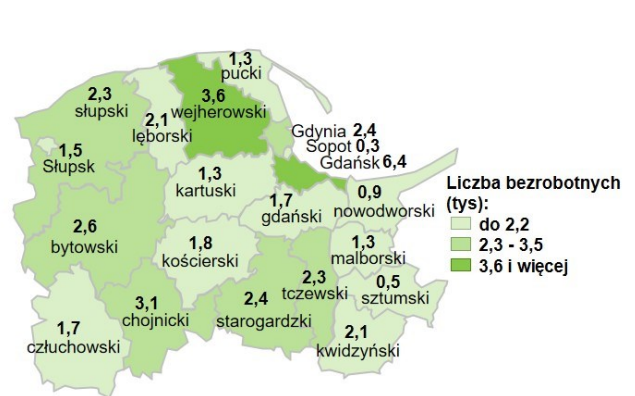 1,3
pucki
2,3
słupski
2,1
lęborski
3,6
wejherowski
Gdynia 2,4
Sopot 0,3
Gdańsk 6,4
1,5
Słupsk
1,3
kartuski
1,7
gdański
0,9
nowodworski
2,6
bytowski
1,8
kościerski
1,3
malborski
0,5
sztumski
2,3
tczewski
3,1
chojnicki
2,4
starogardzki
2,1
kwidzyński
1,7
człuchowski
Liczba bezrobotnych
(tys):
do 2,2
2,3 - 3,5
3,6 i więcej